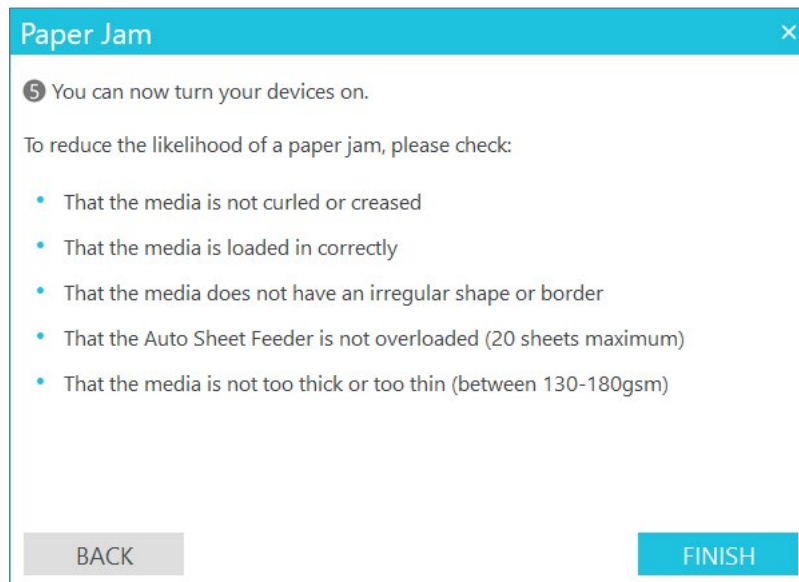 Paper Jam ×
❺ You can now turn your devices on.
To reduce the likelihood of a paper jam, please check:
• That the media is not curled or creased
• That the media is loaded in correctly
• That the media does not have an irregular shape or border
• That the Auto Sheet Feeder is not overloaded (20 sheets maximum)
• That the media is not too thick or too thin (between 130-180gsm)
BACK FINISH